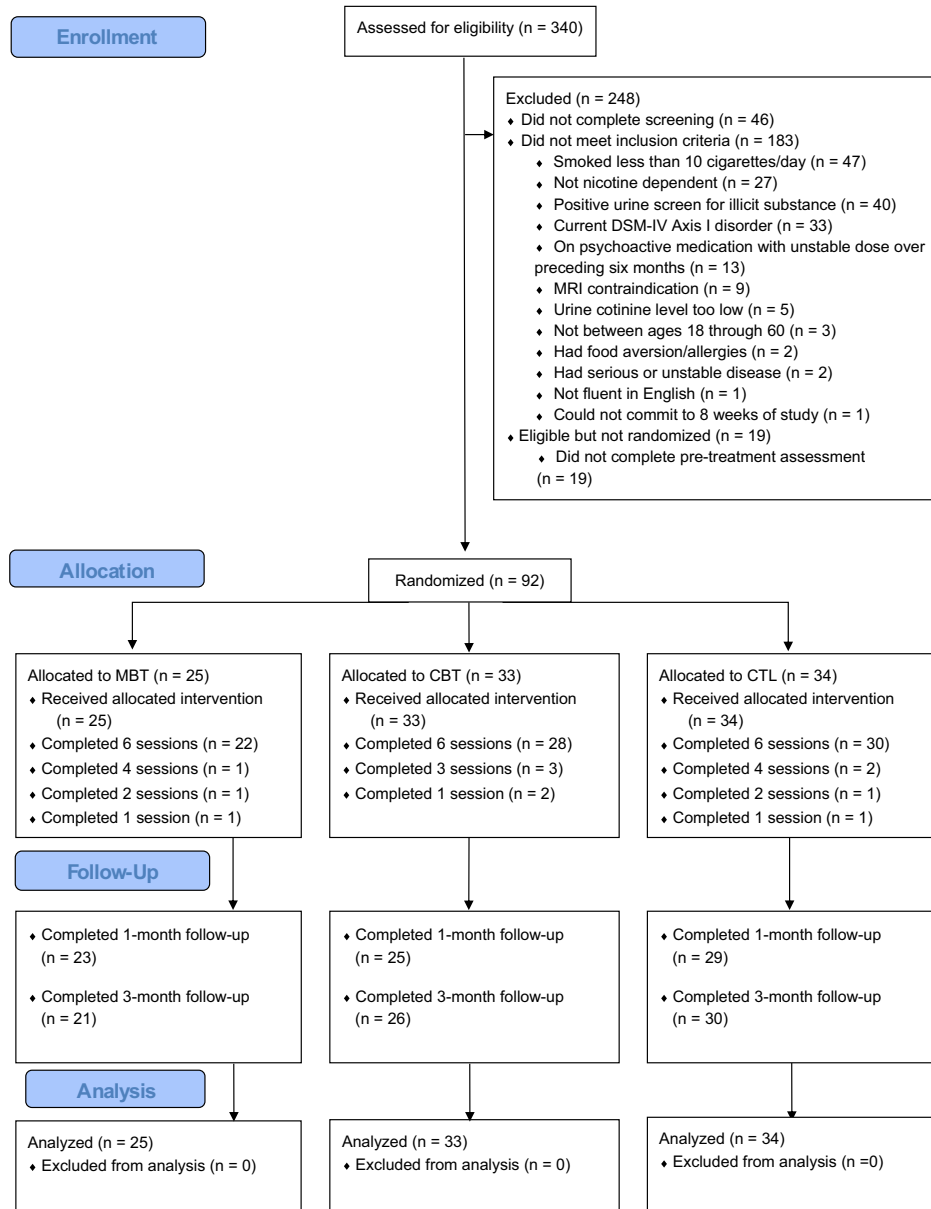 Enrollment
Assessed for eligibility (n = 340)
Excluded (n = 248)
♦ Did not complete screening (n = 46)
♦ Did not meet inclusion criteria (n = 183)
♦ Smoked less than 10 cigarettes/day (n = 47)
♦ Not nicotine dependent (n = 27)
♦ Positive urine screen for illicit substance (n = 40)
♦ Current DSM-IV Axis I disorder (n = 33)
♦ On psychoactive medication with unstable dose over
preceding six months (n = 13)
♦ MRI contraindication (n = 9)
♦ Urine cotinine level too low (n = 5)
♦ Not between ages 18 through 60 (n = 3)
♦ Had food aversion/allergies (n = 2)
♦ Had serious or unstable disease (n = 2)
♦ Not fluent in English (n = 1)
♦ Could not commit to 8 weeks of study (n = 1)
♦ Eligible but not randomized (n = 19)
♦ Did not complete pre-treatment assessment
(n = 19)
Allocation
Randomized (n = 92)
Allocated to MBT (n = 25)
♦ Received allocated intervention
(n = 25)
♦ Completed 6 sessions (n = 22)
♦ Completed 4 sessions (n = 1)
♦ Completed 2 sessions (n = 1)
♦ Completed 1 session (n = 1)
Allocated to CBT (n = 33)
♦ Received allocated intervention
(n = 33)
♦ Completed 6 sessions (n = 28)
♦ Completed 3 sessions (n = 3)
♦ Completed 1 session (n = 2)
Allocated to CTL (n = 34)
♦ Received allocated intervention
(n = 34)
♦ Completed 6 sessions (n = 30)
♦ Completed 4 sessions (n = 2)
♦ Completed 2 sessions (n = 1)
♦ Completed 1 session (n = 1)
Follow-Up
♦ Completed 1-month follow-up
(n = 23)
♦ Completed 3-month follow-up
(n = 21)
♦ Completed 1-month follow-up
(n = 25)
♦ Completed 3-month follow-up
(n = 26)
♦ Completed 1-month follow-up
(n = 29)
♦ Completed 3-month follow-up
(n = 30)
Analysis
Analyzed (n = 25)
♦ Excluded from analysis (n = 0)
Analyzed (n = 33)
♦ Excluded from analysis (n = 0)
Analyzed (n = 34)
♦ Excluded from analysis (n =0)